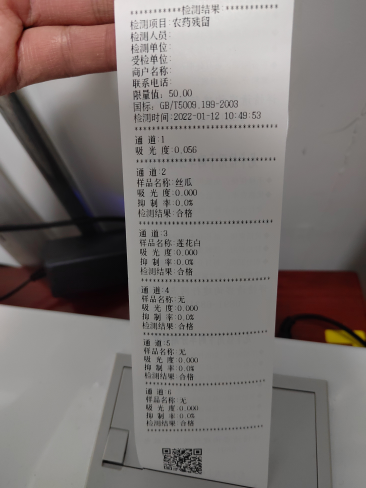 ***********检测结果***********
检测项目:农药残留
检测人员:
检测单位:
受检单位:
商户名称:
联系电话:
限量值: 50.00
国标: GB/T5009.199-2003
检测时间:2022-01-12 10:49:53
******************************
通 道:1
吸 光 度:0.056
******************************
通 道:2
样品名称:丝瓜
吸 光 度:0.000
抑 制 率:0.0%
检测结果:合格
******************************
通 道:3
样品名称:莲花白
吸 光 度:0.000
抑 制 率:0.0%
检测结果:合格
******************************
通 道:4
样品名称:无
吸 光 度:0.000
抑 制 率:0.0%
检测结果:合格
******************************
通 道:5
样品名称:无
吸 光 度:0.000
抑 制 率:0.0%
检测结果:合格
******************************
通 道:6
样品名称:无
吸 光 度:0.000
抑 制 率:0.0%
检测结果:合格
******************************